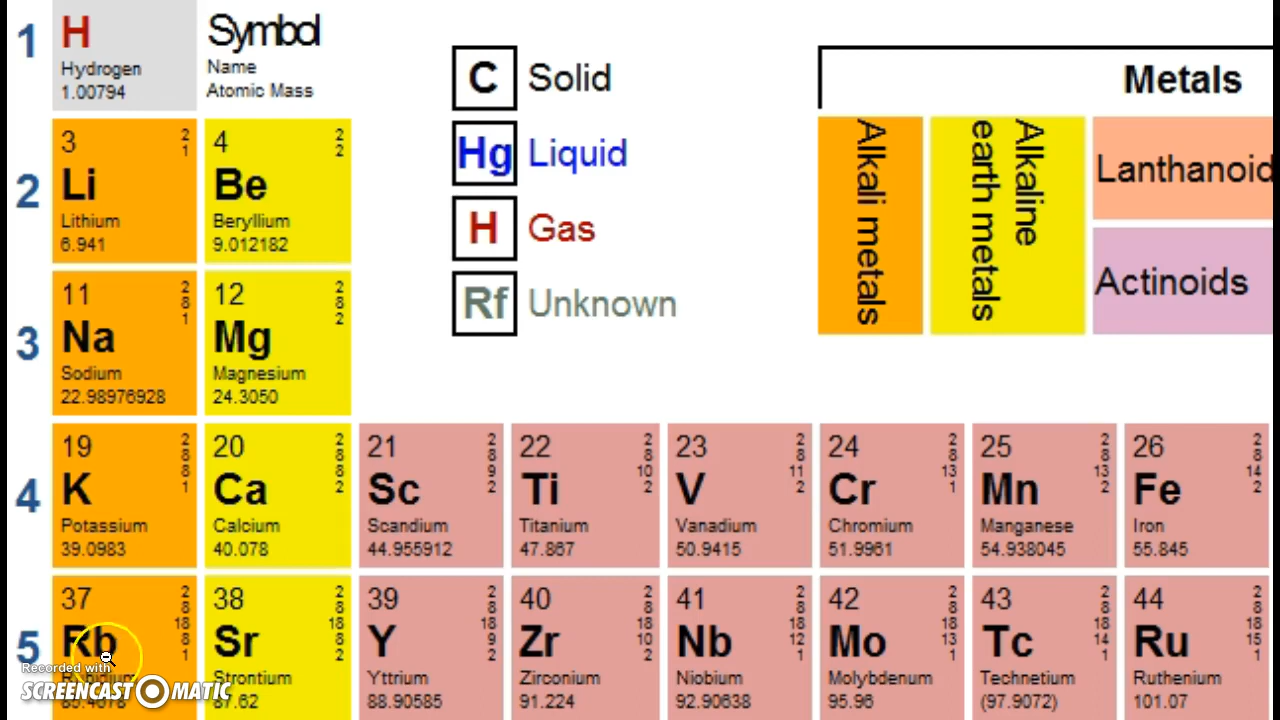 1
H
Hydrogen
1.00794
Symbol
Name
Atomic Mass
C Solid
Hg Liquid
H Gas
Rf Unknown
Metals
Alkali metals
Alkaline
earth metals
Lanthanoid
Actinoids
2
3
2
1
Li
Lithium
6.941
4
2
2
Be
Beryllium
9.012182
3
11
2
8
1
Na
Sodium
22.98976928
12
2
8
2
Mg
Magnesium
24.3050
4
19
2
8
8
1
K
Potassium
39.0983
20
2
8
8
2
Ca
Calcium
40.078
21
2
8
9
2
Sc
Scandium
44.955912
22
2
8
10
2
Ti
Titanium
47.867
23
2
8
11
2
V
Vanadium
50.9415
24
2
8
13
1
Cr
Chromium
51.9961
25
2
8
13
2
Mn
Manganese
54.938045
26
2
8
14
2
Fe
Iron
55.845
5
37
2
8
18
8
1
Rb
Rubidium
85.4678
38
2
8
18
8
2
Sr
Strontium
87.62
39
2
8
18
9
2
Y
Yttrium
88.90585
40
2
8
18
10
2
Zr
Zirconium
91.224
41
2
8
18
12
1
Nb
Niobium
92.90638
42
2
8
18
13
1
Mo
Molybdenum
95.96
43
2
8
18
14
1
Tc
Technetium
(97.9072)
44
2
8
18
15
1
Ru
Ruthenium
101.07
Recorded with
SCREENCAST MATIC